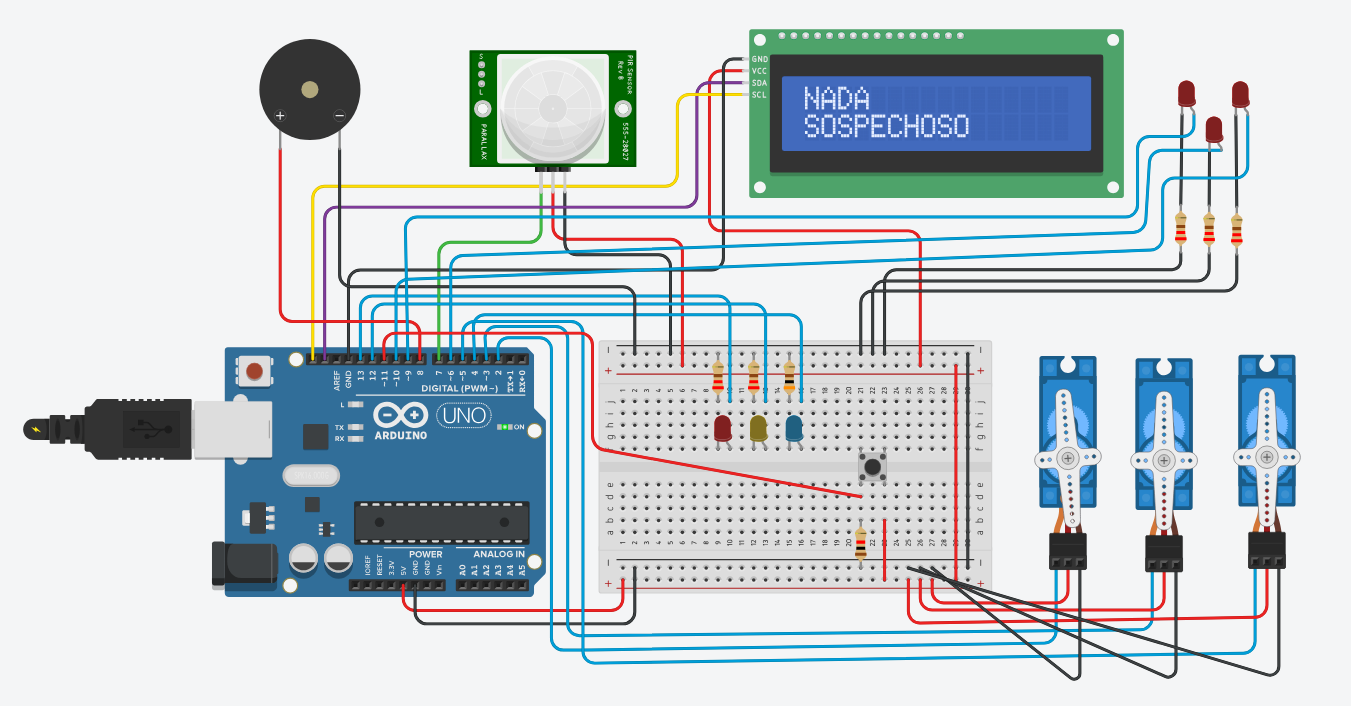 NADA
SOSPECHOSO
GND
VCC
SDA
SCL
PIR SENSOR
Rev B
S
L
PARALLAX
555-28027
+
−
AREF
GND
13
12
~11
~10
~9
8
7
~6
~5
4
~3
2
TX→1
RX←0
DIGITAL (PWM~)
L
TX
RX
ARDUINO
UNO
ON
POWER
ANALOG IN
IOREF
RESET
3.3V
5V
GND
GND
Vin
A0
A1
A2
A3
A4
A5
j
i
h
g
f
e
d
c
b
a